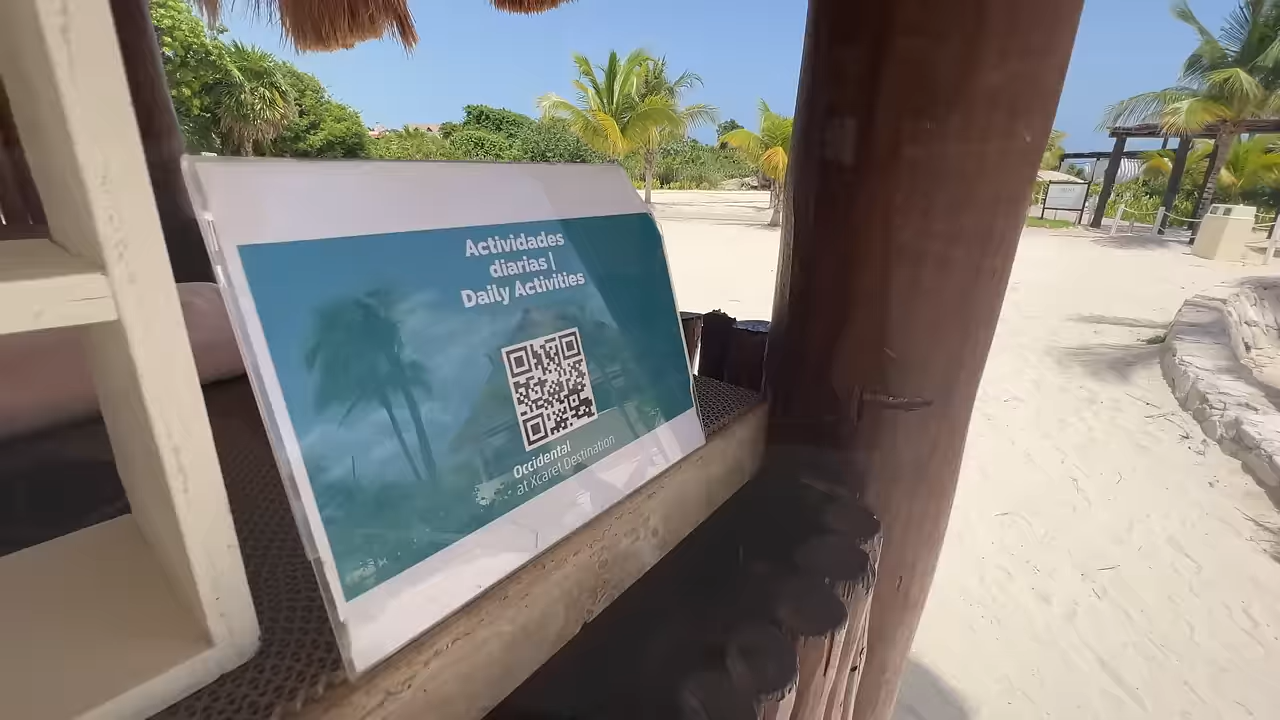 Actividades
diarias |
Daily Activities
Occidental
at Xcaret Destination